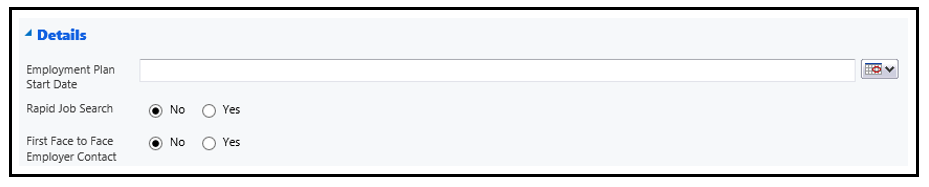 Details
Employment Plan
Start Date
Rapid Job Search No Yes
First Face to Face
Employer Contact No Yes